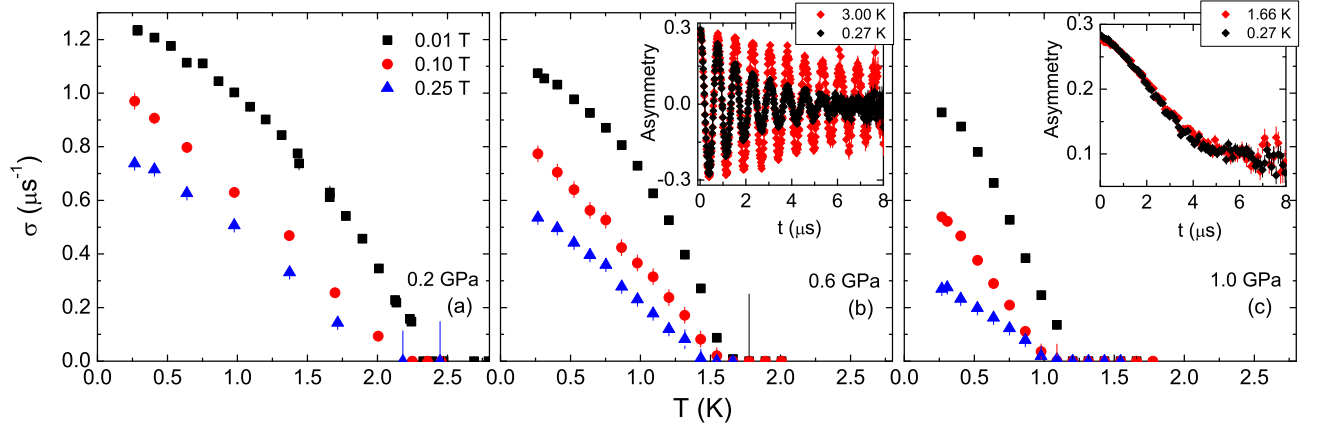 σ (μs⁻¹)
1.2
1.0
0.8
0.6
0.4
0.2
0.0
0.01 T
0.10 T
0.25 T
0.2 GPa
(a)
0.0 0.5 1.0 1.5 2.0 2.5
3.00 K
0.27 K
Asymmetry
0.3
0.0
-0.3
0 2 4 6 8
t (μs)
0.6 GPa
(b)
0.0 0.5 1.0 1.5 2.0 2.5
1.66 K
0.27 K
Asymmetry
0.3
0.2
0.1
0 2 4 6 8
t (μs)
1.0 GPa
(c)
0.0 0.5 1.0 1.5 2.0 2.5
T (K)